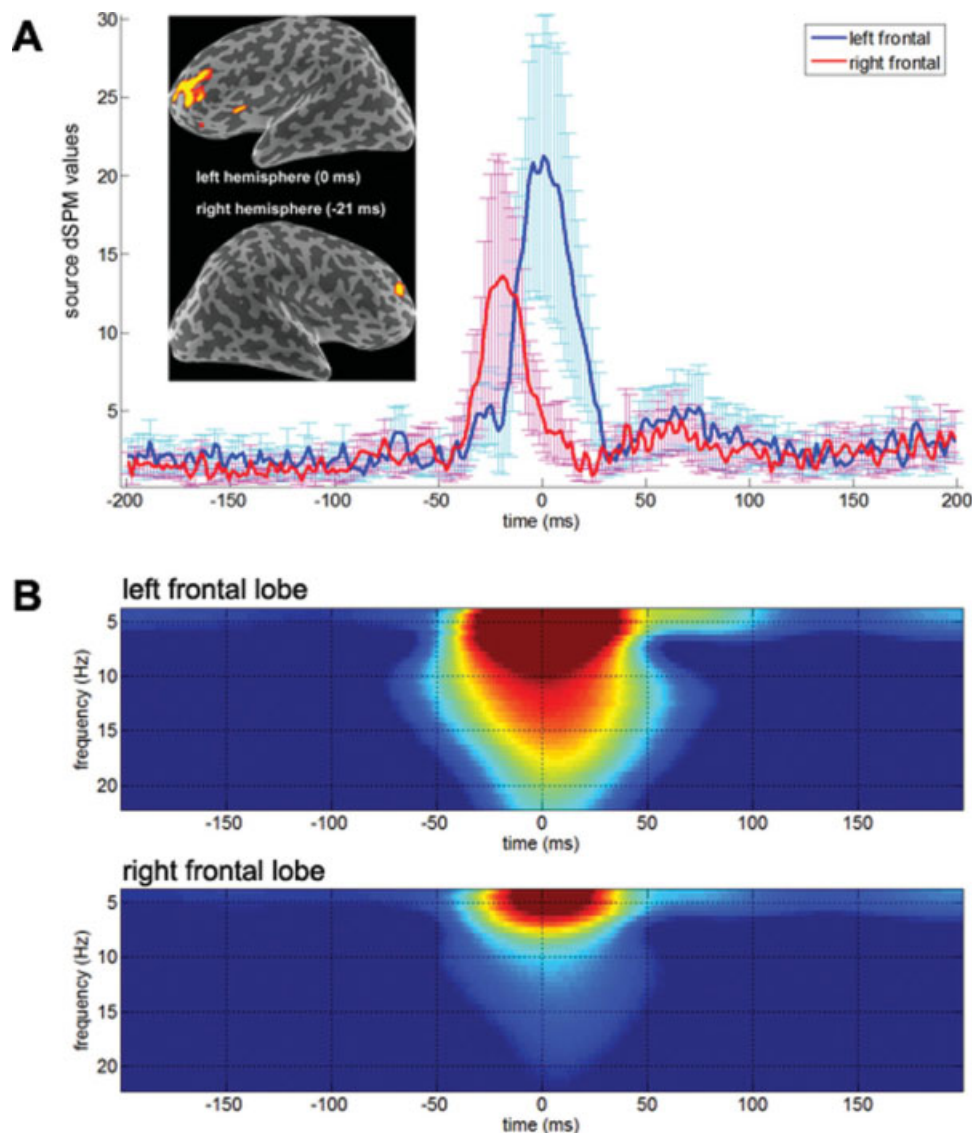 A
30
25
20
15
10
5
source dSPM values
left hemisphere (0 ms)
right hemisphere (-21 ms)
left frontal
right frontal
-200 -150 -100 -50 0 50 100 150 200
time (ms)
B
left frontal lobe
5
10
15
20
frequency (Hz)
-150 -100 -50 0 50 100 150
time (ms)
right frontal lobe
5
10
15
20
frequency (Hz)
-150 -100 -50 0 50 100 150
time (ms)